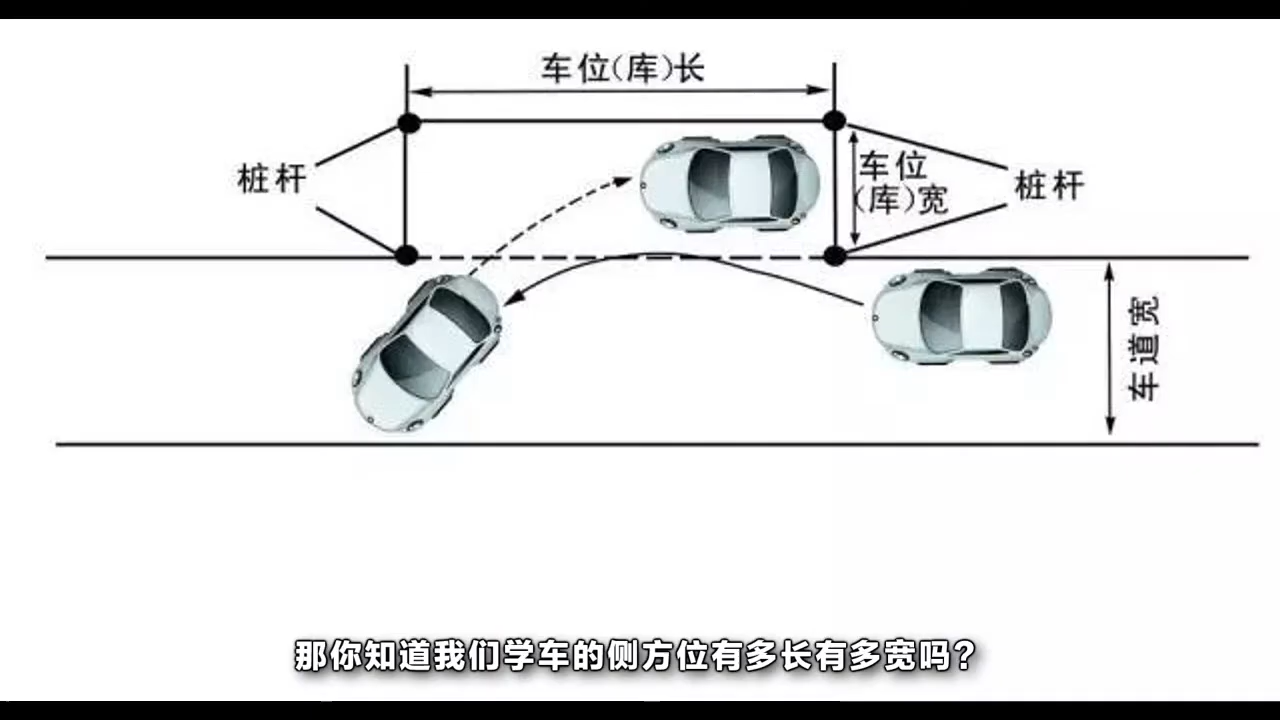 车位(库)长
桩杆
车位
(库)宽
桩杆
车道宽
那你知道我们学车的侧方位有多长有多宽吗?